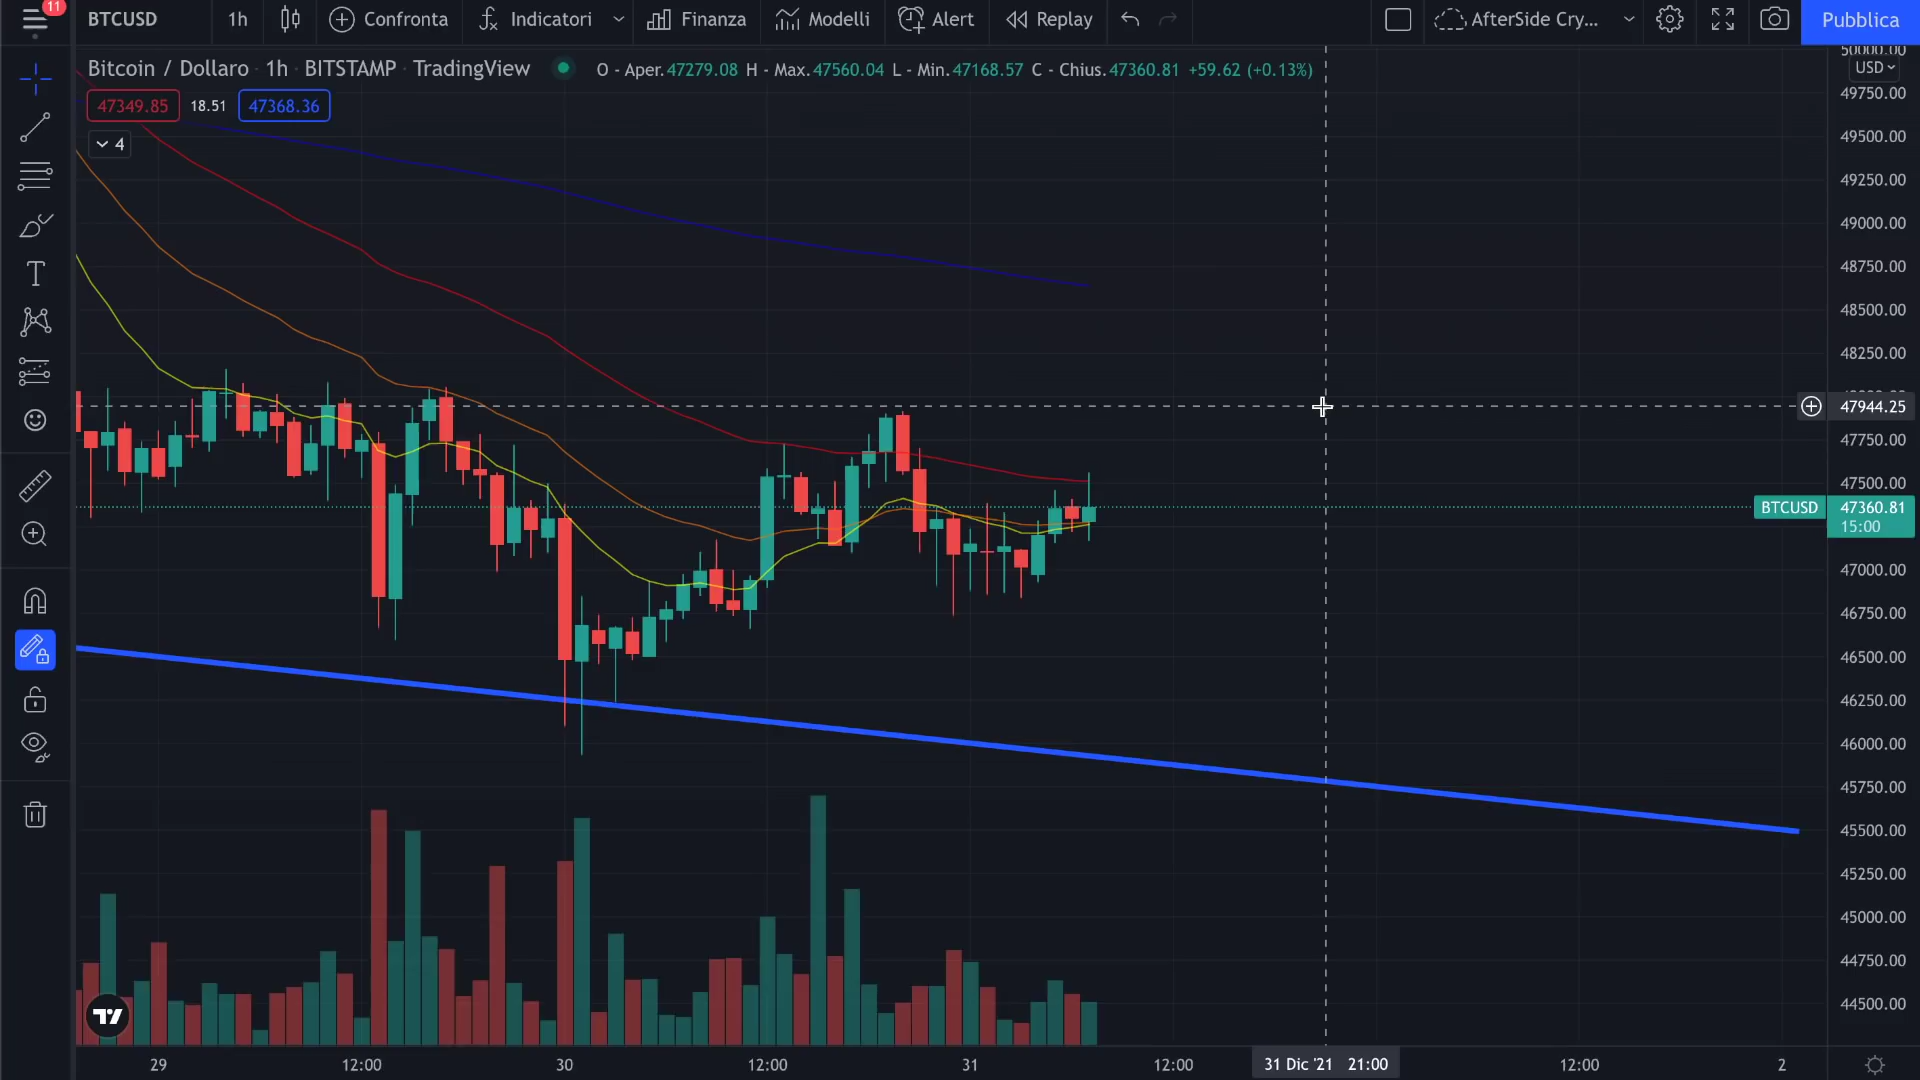 11
BTCUSD
1h
Confronta
Indicatori
Finanza
Modelli
Alert
Replay
AfterSide Cry...
Pubblica
Bitcoin / Dollaro · 1h · BITSTAMP · TradingView
O - Aper.47279.08 H - Max.47560.04 L - Min.47168.57 C - Chius.47360.81 +59.62 (+0.13%)
47349.85 18.51 47368.36
4
T
50000.00
USD
49750.00
49500.00
49250.00
49000.00
48750.00
48500.00
48250.00
47944.25
47750.00
47500.00
BTCUSD 47360.81
15:00
47000.00
46750.00
46500.00
46250.00
46000.00
45750.00
45500.00
45250.00
45000.00
44750.00
44500.00
29 12:00 30 12:00 31 12:00 31 Dic '21 21:00 12:00 2